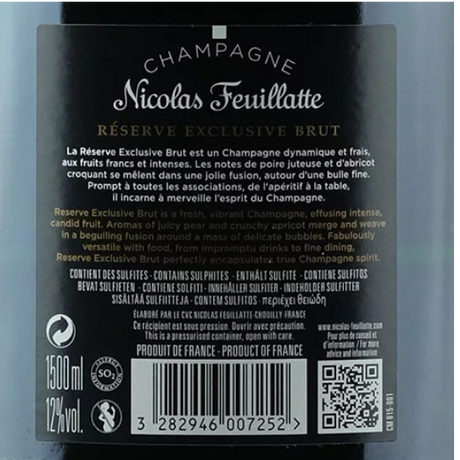 CHAMPAGNE
Nicolas Feuillatte
RÉSERVE EXCLUSIVE BRUT
La Réserve Exclusive Brut est un Champagne dynamique et frais,
aux fruits francs et intenses. Les notes de poire juteuse et d'abricot
croquant se mêlent dans une jolie fusion, autour d'une bulle fine.
Prompt à toutes les associations, de l'apéritif à la table,
il incarne à merveille l'esprit du Champagne.
Reserve Exclusive Brut is a fresh, vibrant Champagne, effusing intense,
candid fruit. Aromas of juicy pear and crunchy apricot merge and weave
in a beguiling fusion around a mass of delicate bubbles. Fabulously
versatile with food, from impromptu drinks to fine dining,
Reserve Exclusive Brut perfectly encapsulates true Champagne spirit.
CONTIENT DES SULFITES - CONTAINS SULPHITES - ENTHÄLT SULFITE - CONTIENE SULFITOS
BEVAT SULFIETEN - CONTIENE SOLFITI - INNEHÅLLER SULFITER - INDEHOLDER SULFITTER
SISÄLTÄÄ SULFIITTEJA - CONTEM SULFITOS - περιέχει θειώδη
ÉLABORÉ PAR LE CVC NICOLAS FEUILLATTE-CHOUILLY-FRANCE
Ce récipient est sous pression. Ouvrir avec précaution.
This is a pressurised container, open with care.
PRODUIT DE FRANCE - PRODUCT OF FRANCE
1500 ml
12%vol.
SO2
3 282946 007252 >
www.nicolas-feuillatte.com
Pour plus de conseil et
d'information / For more
advice and information
CM 815-001